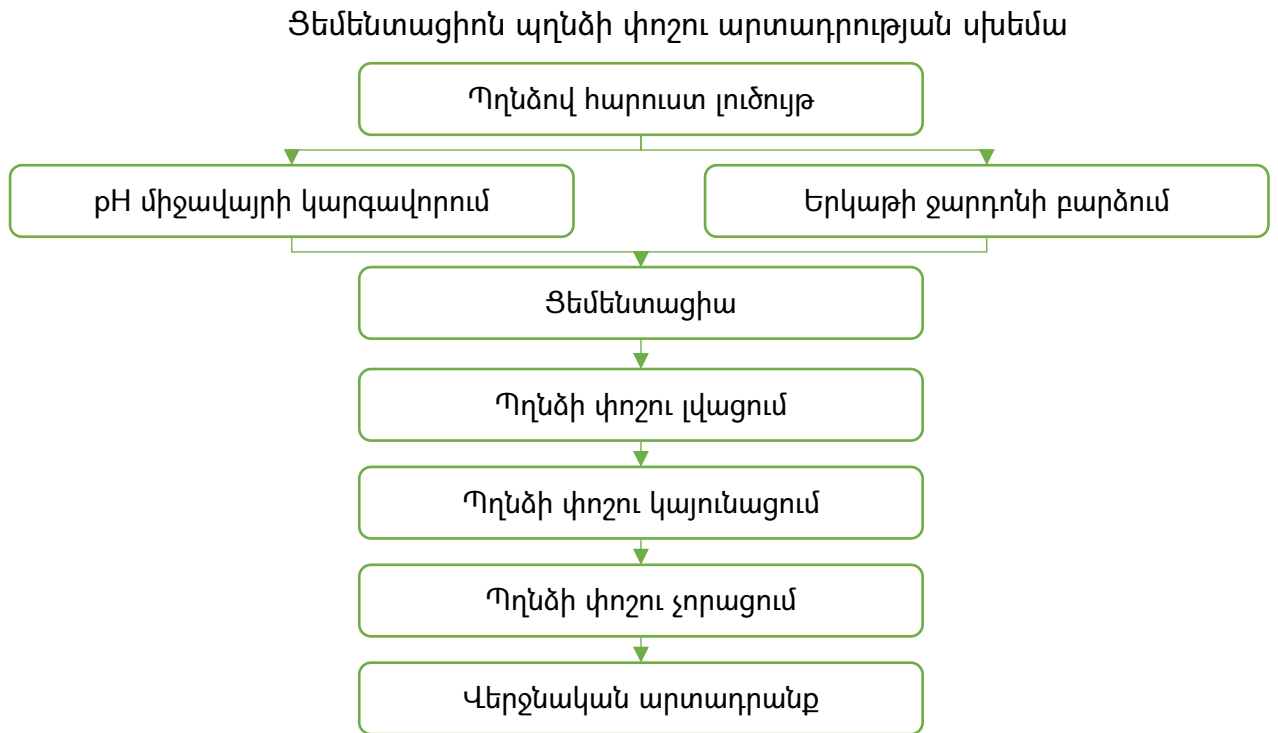 Ցեմենտացիոն պղնձի փոշու արտադրության սխեմա
Պղնձով հարուստ լուծույթ
pH միջավայրի կարգավորում
Երկաթի ջարդոնի բարձում
Ցեմենտացիա
Պղնձի փոշու լվացում
Պղնձի փոշու կայունացում
Պղնձի փոշու չորացում
Վերջնական արտադրանք